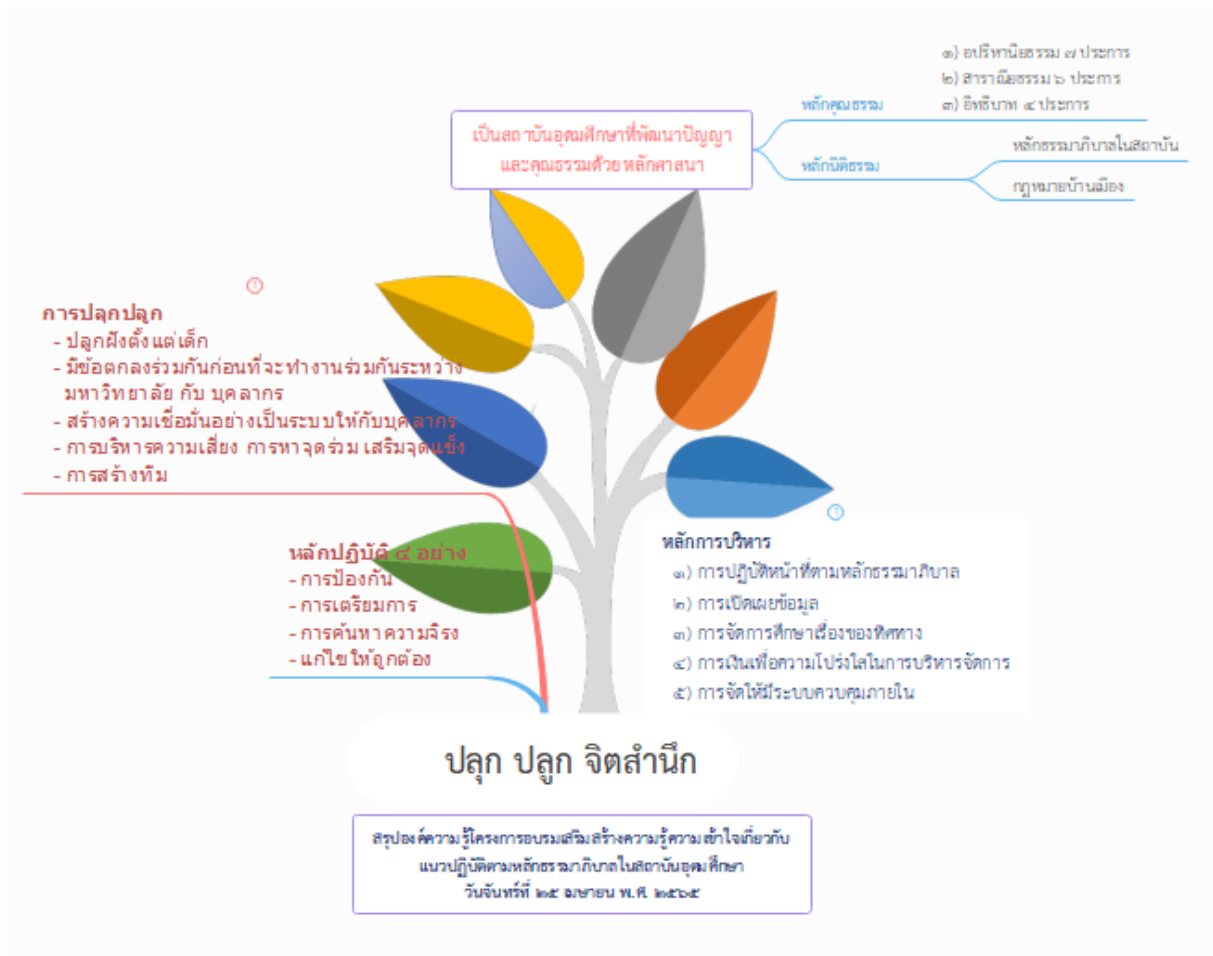 ๑) อปริหานิยธรรม ๗ ประการ
๒) สาราณียธรรม ๖ ประการ
๓) อิทธิบาท ๔ ประการ
หลักคุณธรรม
เป็นสถาบันอุดมศึกษาที่พัฒนาปัญญา
และคุณธรรมด้วยหลักศาสนา
หลักนิติธรรม
หลักธรรมาภิบาลในสถาบัน
กฎหมายบ้านเมือง
1
การปลุกปลูก
- ปลูกฝังตั้งแต่เด็ก
- มีข้อตกลงร่วมกันก่อนที่จะทำงานร่วมกันระหว่าง
มหาวิทยาลัย กับ บุคลากร
- สร้างความเชื่อมั่นอย่างเป็นระบบให้กับบุคลากร
- การบริหารความเสี่ยง การหาจุดร่วม เสริมจุดแข็ง
- การสร้างทีม
หลักปฏิบัติ ๔ อย่าง
- การป้องกัน
- การเตรียมการ
- การค้นหาความจิรง
- แก้ไขให้ถูกต้อง
1
หลักการบริหาร
๑) การปฏิบัติหน้าที่ตามหลักธรรมาภิบาล
๒) การเปิดเผยข้อมูล
๓) การจัดการศึกษาเรื่องของทิศทาง
๔) การเงินเพื่อความโปร่งใสในการบริหารจัดการ
๕) การจัดให้มีระบบควบคุมภายใน
ปลุก ปลูก จิตสำนึก
สรุปองค์ความรู้โครงการอบรมเสริมสร้างความรู้ความเข้าใจเกี่ยวกับ
แนวปฏิบัติตามหลักธรรมาภิบาลในสถาบันอุดมศึกษา
วันจันทร์ที่ ๒๕ เมษายน พ.ศ. ๒๕๖๕